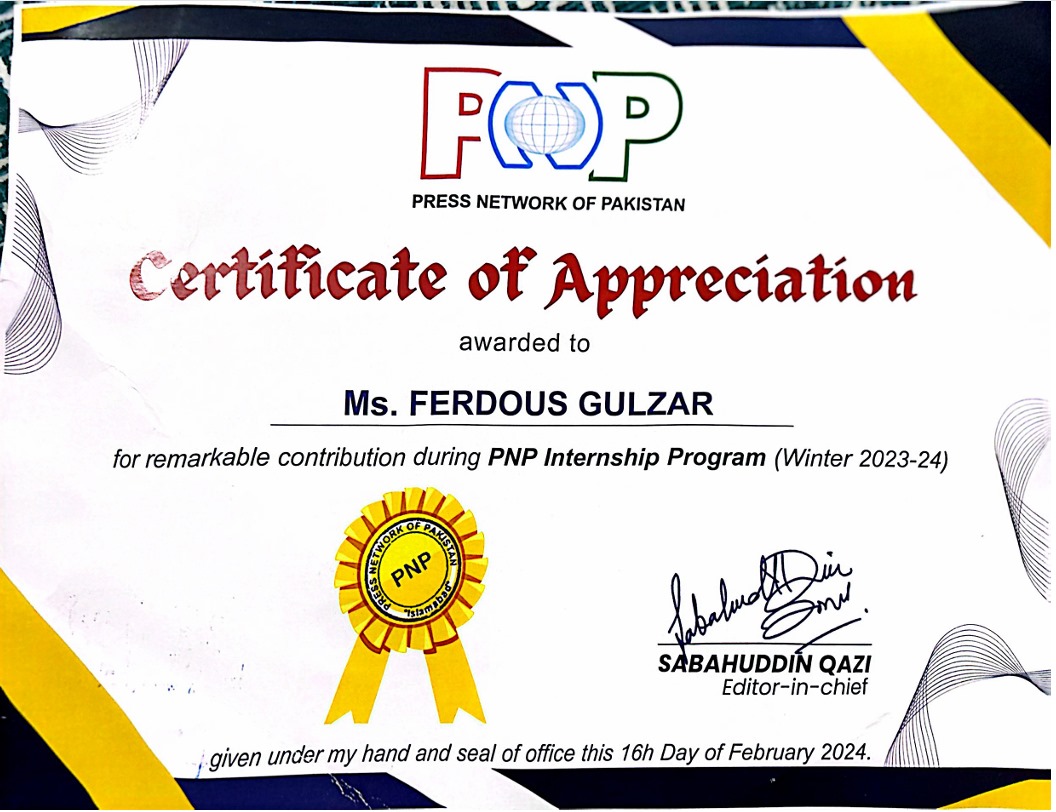 PNP
PRESS NETWORK OF PAKISTAN
Certificate of Appreciation
awarded to
Ms. FERDOUS GULZAR
for remarkable contribution during PNP Internship Program (Winter 2023-24)
PRESS NETWORK OF PAKISTAN
PNP
"Islamabad"
SABAHUDDIN QAZI
Editor-in-chief
given under my hand and seal of office this 16h Day of February 2024.